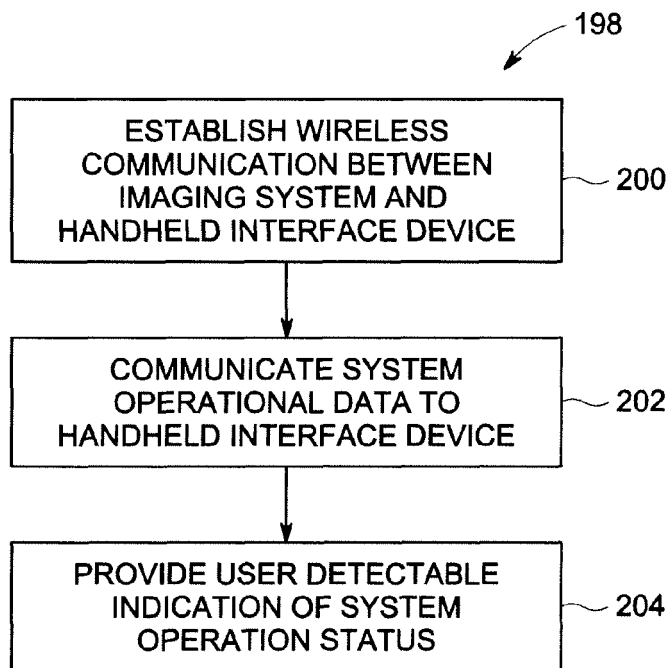 198
ESTABLISH WIRELESS
COMMUNICATION BETWEEN
IMAGING SYSTEM AND
HANDHELD INTERFACE DEVICE
200
COMMUNICATE SYSTEM
OPERATIONAL DATA TO
HANDHELD INTERFACE DEVICE
202
PROVIDE USER DETECTABLE
INDICATION OF SYSTEM
OPERATION STATUS
204